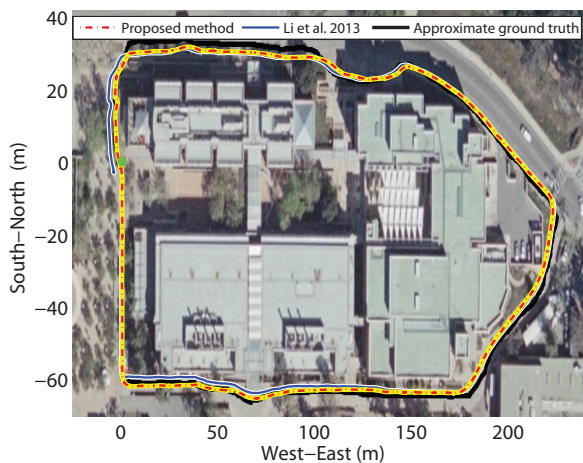 Proposed method Li et al. 2013 Approximate ground truth
40
20
0
−20
−40
−60
South−North (m)
0 50 100 150 200
West−East (m)